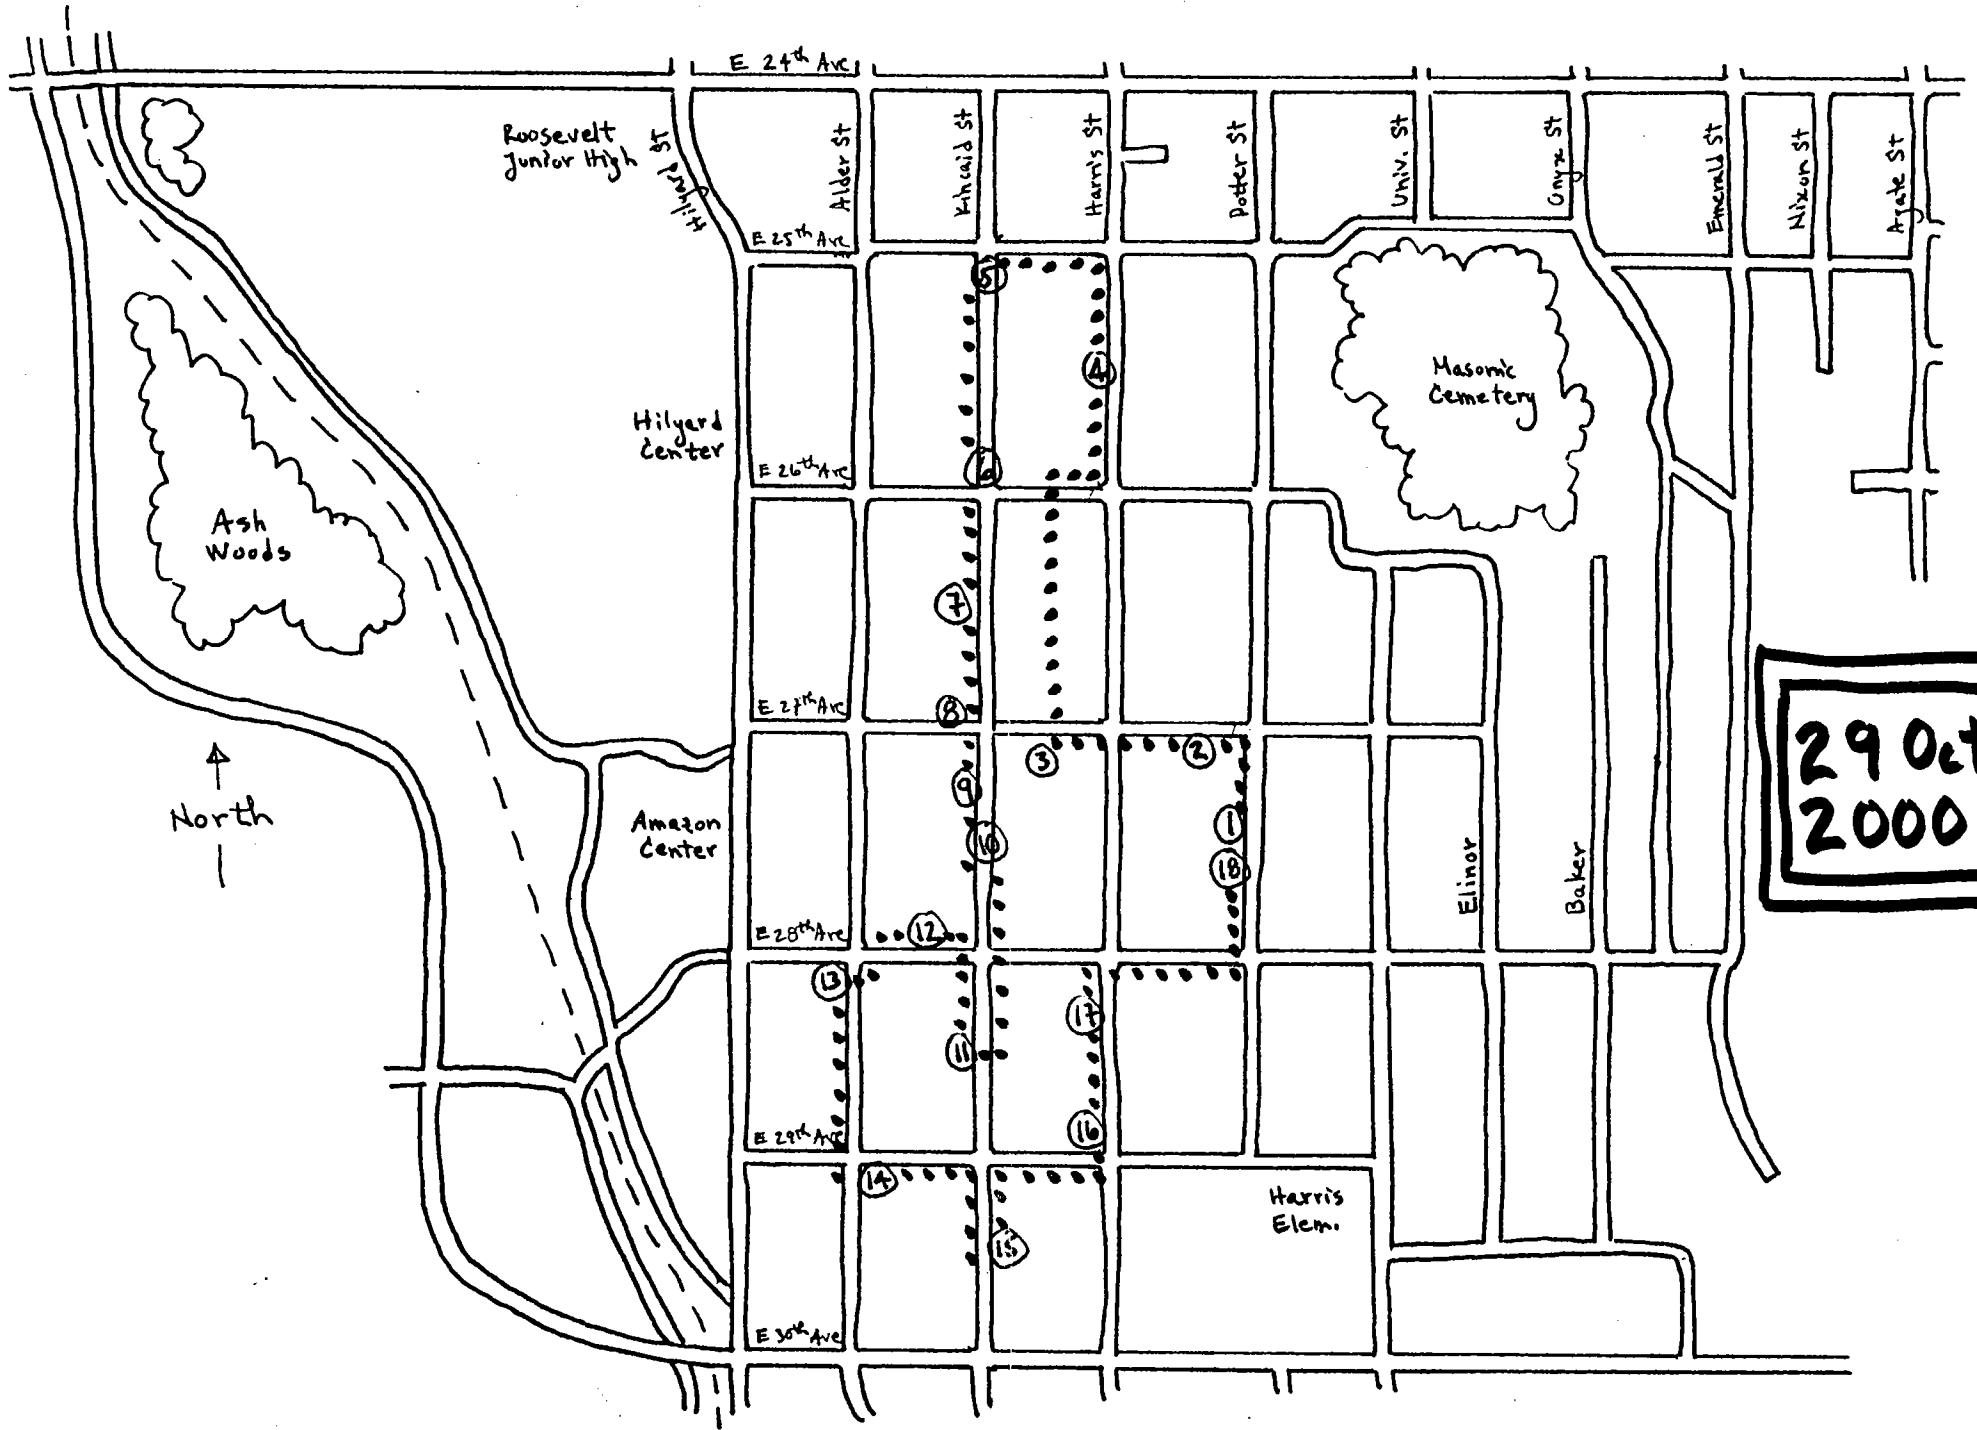 E 24th Ave
Roosevelt
Junior High
Hilyard St
Alder St
Kincaid St
Harris St
Potter St
Univ. St
Onyx St
Emerald St
Nixon St
Agate St
E 25th Ave
5
4
Masonic
Cemetery
Hilyard
Center
E 26th Ave
6
Ash
Woods
7
E 27th Ave
8
3
2
29 Oct
2000
North
Amazon
Center
9
10
1
18
Elinor
Baker
E 28th Ave
12
13
17
11
E 29th Ave
16
14
15
Harris
Elem.
E 30th Ave